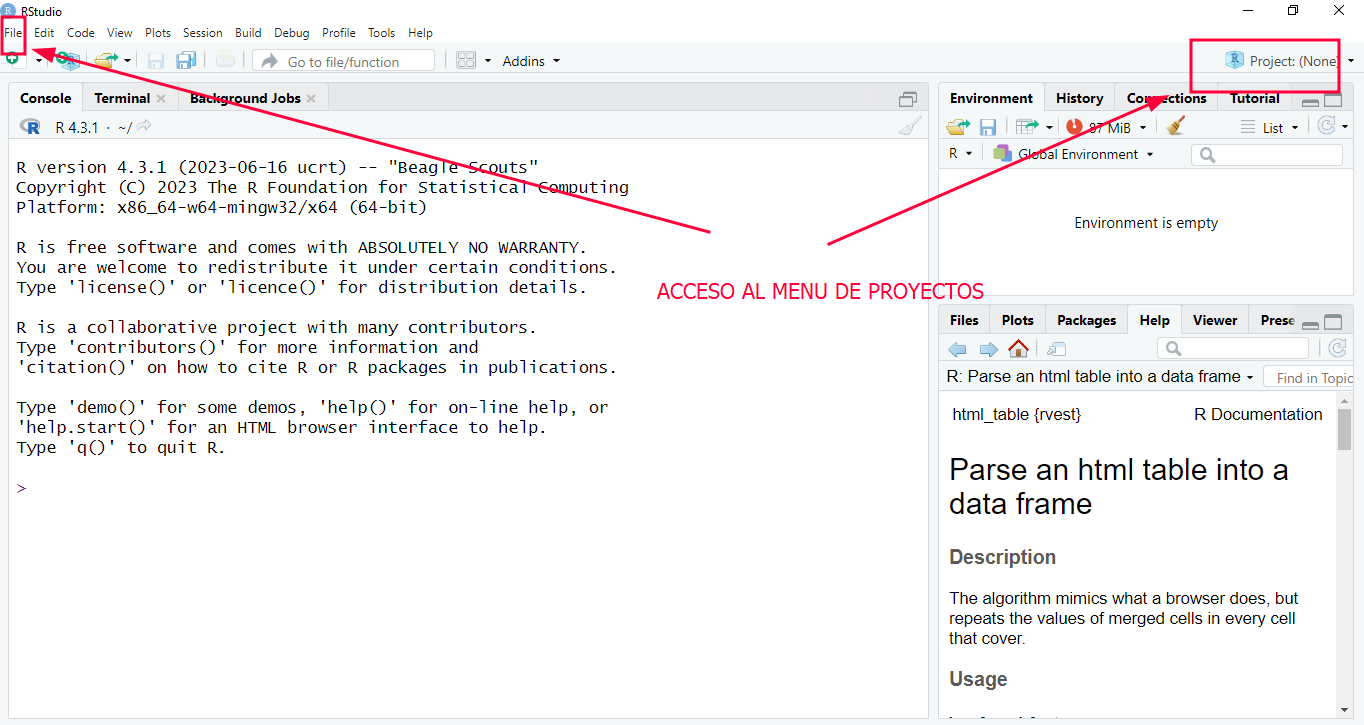 RStudio
File Edit Code View Plots Session Build Debug Profile Tools Help
Go to file/function Addins Project: (None)
Console Terminal Background Jobs
R 4.3.1 · ~/
R version 4.3.1 (2023-06-16 ucrt) -- "Beagle Scouts"
Copyright (C) 2023 The R Foundation for Statistical Computing
Platform: x86_64-w64-mingw32/x64 (64-bit)
R is free software and comes with ABSOLUTELY NO WARRANTY.
You are welcome to redistribute it under certain conditions.
Type 'license()' or 'licence()' for distribution details.
R is a collaborative project with many contributors.
Type 'contributors()' for more information and
'citation()' on how to cite R or R packages in publications.
Type 'demo()' for some demos, 'help()' for on-line help, or
'help.start()' for an HTML browser interface to help.
Type 'q()' to quit R.
>
ACCESO AL MENU DE PROYECTOS
Environment History Connections Tutorial
87 MiB List
R Global Environment
Environment is empty
Files Plots Packages Help Viewer Prese
R: Parse an html table into a data frame Find in Topic
html_table {rvest} R Documentation
Parse an html table into a
data frame
Description
The algorithm mimics what a browser does, but
repeats the values of merged cells in every cell
that cover.
Usage